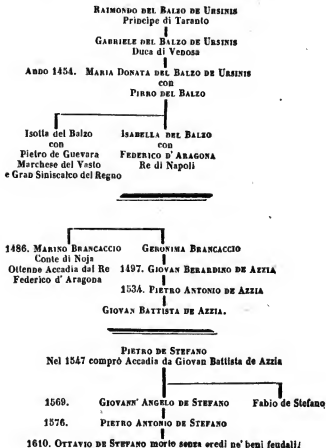 RAIMONDO DEL BALZO DE URSINIS
Principe di Taranto
GABRIELE DEL BALZO DE URSINIS
Duca di Venosa
Anno 1454. MARIA DONATA DEL BALZO DE URSINIS
con
PIRRO DEL BALZO
Isotta del Balzo
con
Pietro de Guevara
Marchese del Vasto
e Gran Siniscalco del Regno
ISABELLA DEL BALZO
con
FEDERICO D' ARAGONA
Re di Napoli
1486. MARINO BRANCACCIO
Conte di Noja
Ottenne Accadia dal Re
Federico d' Aragona
GERONIMA BRANCACCIO
1497. GIOVAN BERARDINO DE AZZIA
1534. PIETRO ANTONIO DE AZZIA
GIOVAN BATTISTA DE AZZIA.
PIETRO DE STEFANO
Nel 1547 comprò Accadia da Giovan Battista de Azzia
1569. GIOVANN' ANGELO DE STEFANO
Fabio de Stefano
1576. PIETRO ANTONIO DE STEFANO
1610. OTTAVIO DE STEFANO morto senza eredi ne' beni feudali